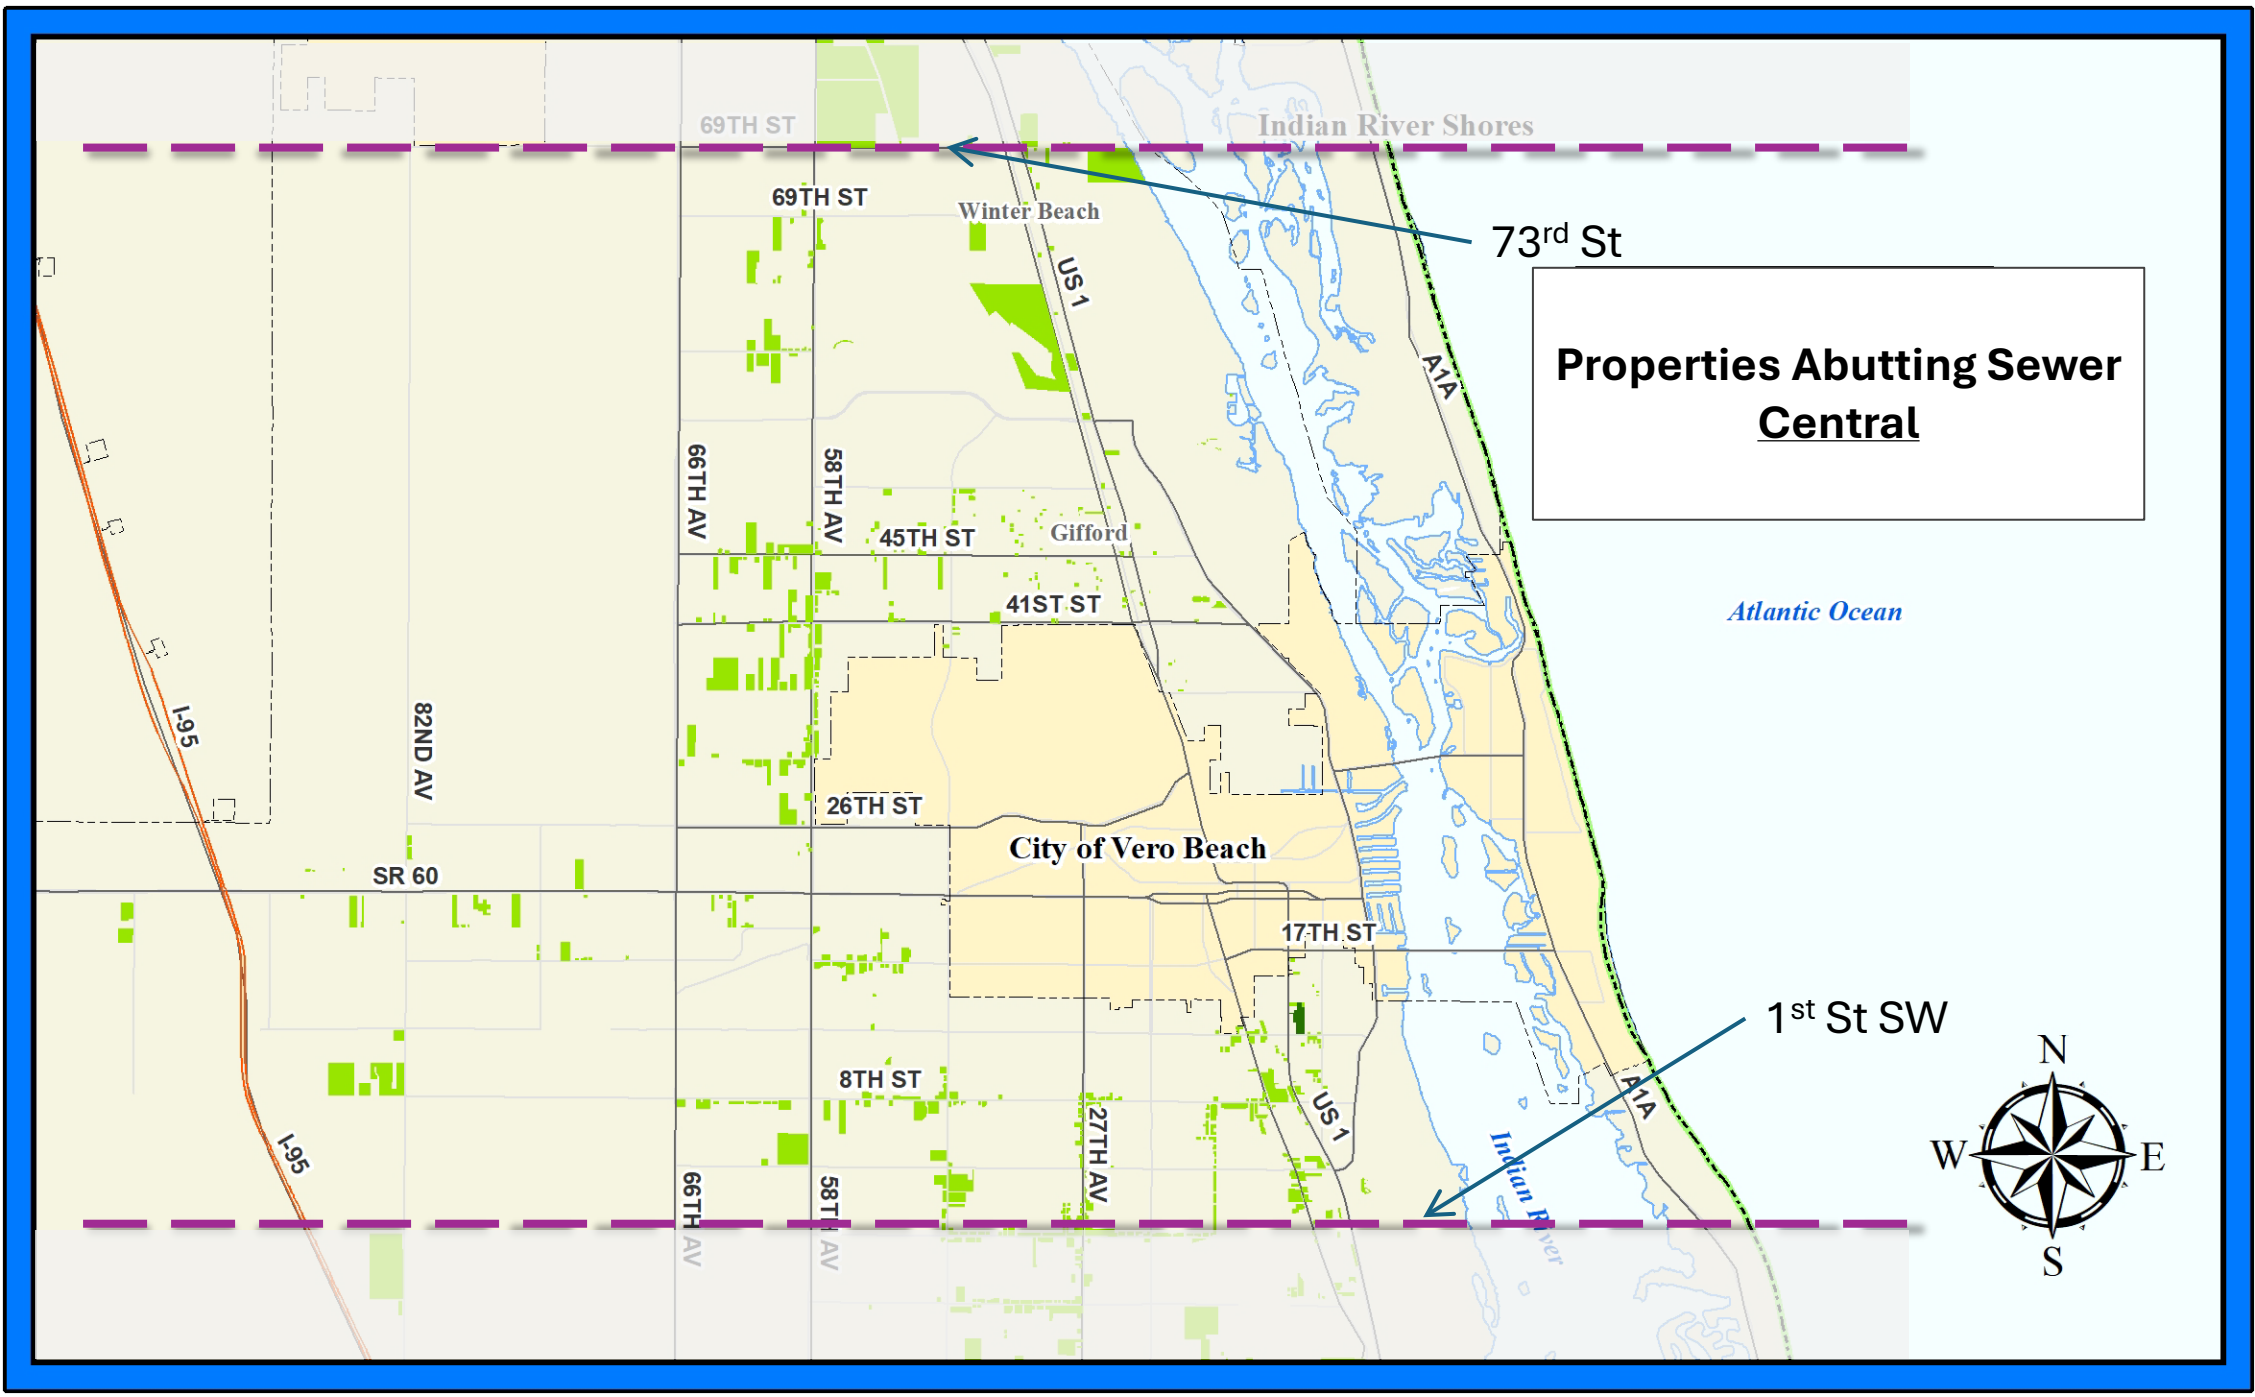 69TH ST
Indian River Shores
69TH ST
Winter Beach
73rd St
US 1
Properties Abutting Sewer
Central
A1A
66TH AV
58TH AV
45TH ST
Gifford
41ST ST
Atlantic Ocean
I-95
82ND AV
26TH ST
City of Vero Beach
SR 60
17TH ST
1st St SW
8TH ST
US 1
A1A
27TH AV
I-95
Indian River
66TH AV
58TH AV
N
W
E
S